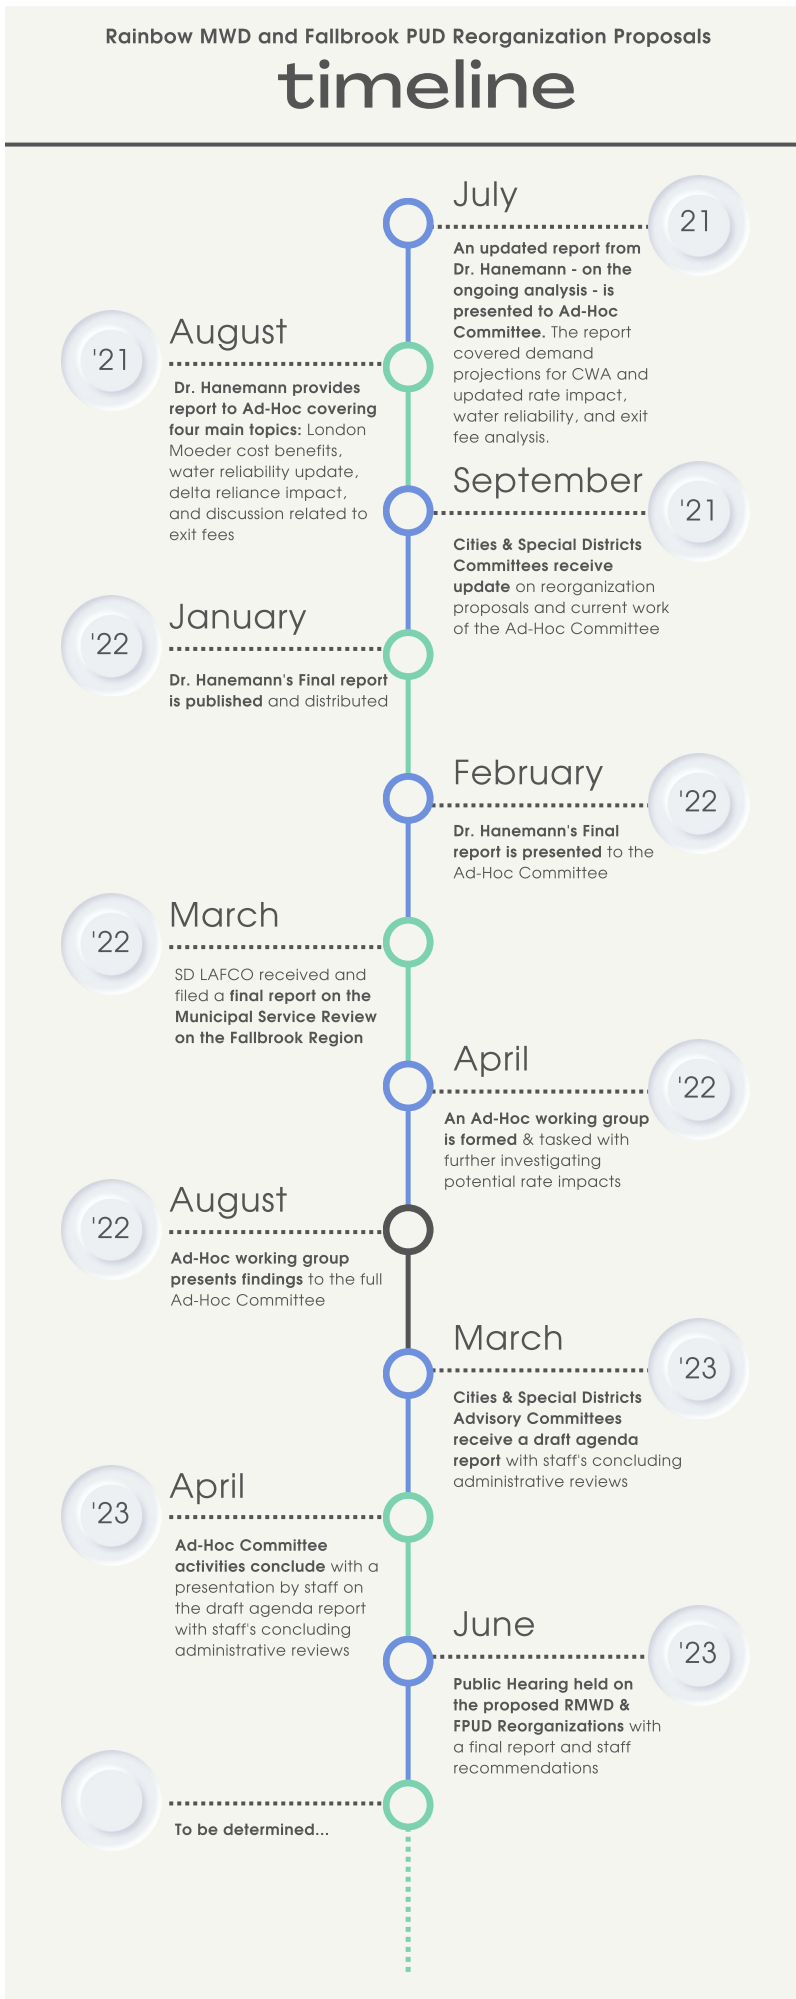 Rainbow MWD and Fallbrook PUD Reorganization Proposals
timeline
July
21
An updated report from
Dr. Hanemann - on the
ongoing analysis - is
presented to Ad-Hoc
Committee. The report
covered demand
projections for CWA and
updated rate impact,
water reliability, and exit
fee analysis.
August
'21
Dr. Hanemann provides
report to Ad-Hoc covering
four main topics: London
Moeder cost benefits,
water reliability update,
delta reliance impact,
and discussion related to
exit fees
September
'21
Cities & Special Districts
Committees receive
update on reorganization
proposals and current work
of the Ad-Hoc Committee
January
'22
Dr. Hanemann's Final report
is published and distributed
February
'22
Dr. Hanemann's Final
report is presented to the
Ad-Hoc Committee
March
'22
SD LAFCO received and
filed a final report on the
Municipal Service Review
on the Fallbrook Region
April
'22
An Ad-Hoc working group
is formed & tasked with
further investigating
potential rate impacts
August
'22
Ad-Hoc working group
presents findings to the full
Ad-Hoc Committee
March
'23
Cities & Special Districts
Advisory Committees
receive a draft agenda
report with staff's concluding
administrative reviews
April
'23
Ad-Hoc Committee
activities conclude with a
presentation by staff on
the draft agenda report
with staff's concluding
administrative reviews
June
'23
Public Hearing held on
the proposed RMWD &
FPUD Reorganizations with
a final report and staff
recommendations
To be determined...